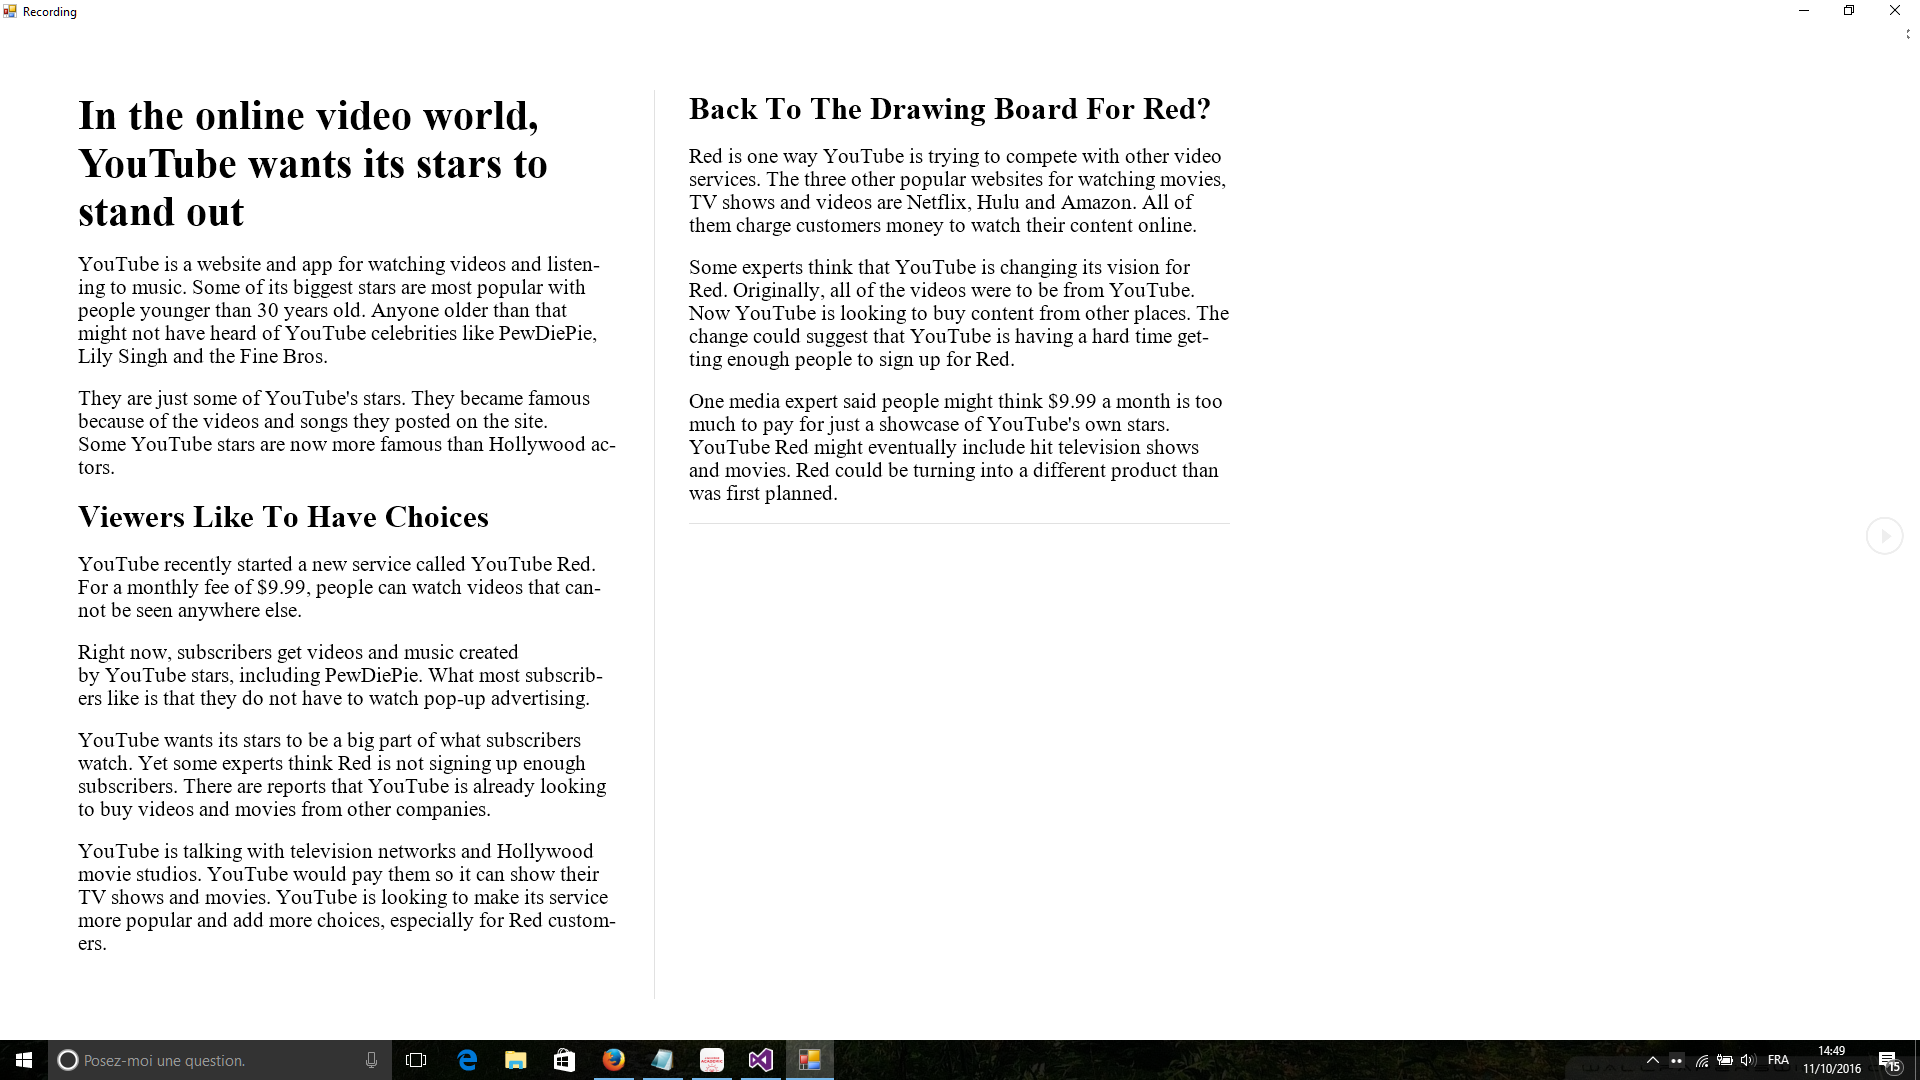 Recording
In the online video world,
YouTube wants its stars to
stand out
YouTube is a website and app for watching videos and listen-
ing to music. Some of its biggest stars are most popular with
people younger than 30 years old. Anyone older than that
might not have heard of YouTube celebrities like PewDiePie,
Lily Singh and the Fine Bros.
They are just some of YouTube's stars. They became famous
because of the videos and songs they posted on the site.
Some YouTube stars are now more famous than Hollywood ac-
tors.
Viewers Like To Have Choices
YouTube recently started a new service called YouTube Red.
For a monthly fee of $9.99, people can watch videos that can-
not be seen anywhere else.
Right now, subscribers get videos and music created
by YouTube stars, including PewDiePie. What most subscrib-
ers like is that they do not have to watch pop-up advertising.
YouTube wants its stars to be a big part of what subscribers
watch. Yet some experts think Red is not signing up enough
subscribers. There are reports that YouTube is already looking
to buy videos and movies from other companies.
YouTube is talking with television networks and Hollywood
movie studios. YouTube would pay them so it can show their
TV shows and movies. YouTube is looking to make its service
more popular and add more choices, especially for Red custom-
ers.
Back To The Drawing Board For Red?
Red is one way YouTube is trying to compete with other video
services. The three other popular websites for watching movies,
TV shows and videos are Netflix, Hulu and Amazon. All of
them charge customers money to watch their content online.
Some experts think that YouTube is changing its vision for
Red. Originally, all of the videos were to be from YouTube.
Now YouTube is looking to buy content from other places. The
change could suggest that YouTube is having a hard time get-
ting enough people to sign up for Red.
One media expert said people might think $9.99 a month is too
much to pay for just a showcase of YouTube's own stars.
YouTube Red might eventually include hit television shows
and movies. Red could be turning into a different product than
was first planned.
Posez-moi une question.
FRA
14:49
11/10/2016
15